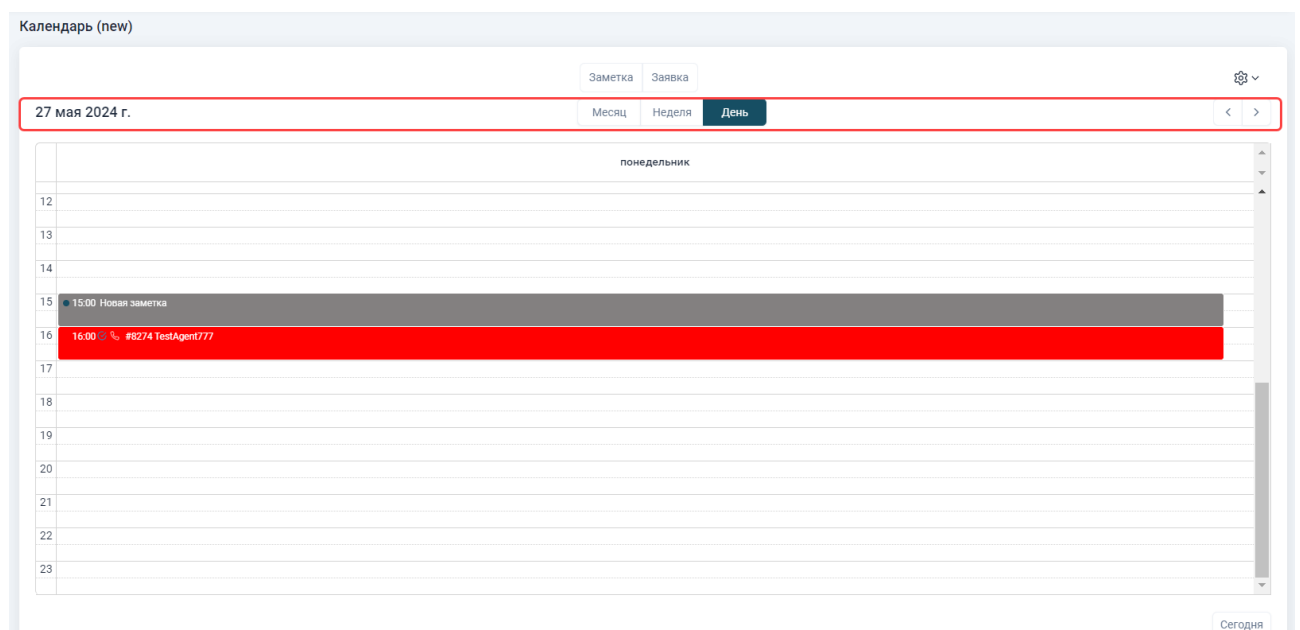 Календарь (new)
Заметка Заявка
27 мая 2024 г. Месяц Неделя День
понедельник
12
13
14
15 15:00 Новая заметка
16 16:00 #8274 TestAgent777
17
18
19
20
21
22
23
Сегодня